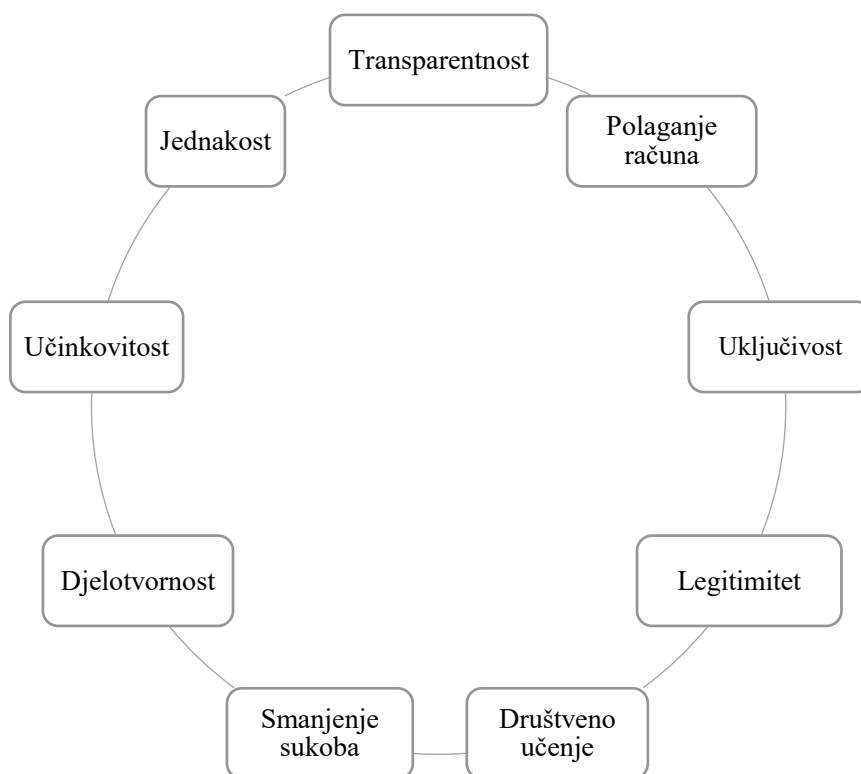 Transparentnost
Polaganje
računa
Uključivost
Legitimitet
Društveno
učenje
Smanjenje
sukoba
Djelotvornost
Učinkovitost
Jednakost